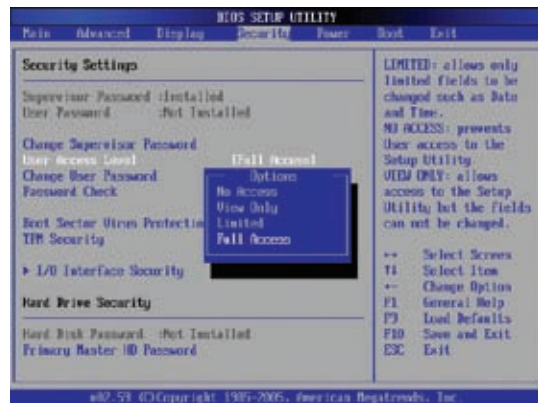 BIOS SETUP UTILITY
Main Advanced Display Security Power Boot Exit
Security Settings
Supervisor Password :Installed
User Password :Not Installed
Change Supervisor Password
User Access Level [Full Access]
Change User Password
Password Check
Boot Sector Virus Protection
TPM Security
I/O Interface Security
Hard Drive Security
Hard Disk Password :Not Installed
Primary Master HD Password
Options
No Access
View Only
Limited
Full Access
LIMITED: allows only
limited fields to be
changed such as Date
and Time.
NO ACCESS: prevents
User access to the
Setup Utility.
VIEW ONLY: allows
access to the Setup
Utility but the fields
can not be changed.
Select Screen
↑↓ Select Item
+- Change Option
F1 General Help
F9 Load Defaults
F10 Save and Exit
ESC Exit
v02.59 (C)Copyright 1985-2005, American Megatrends, Inc.